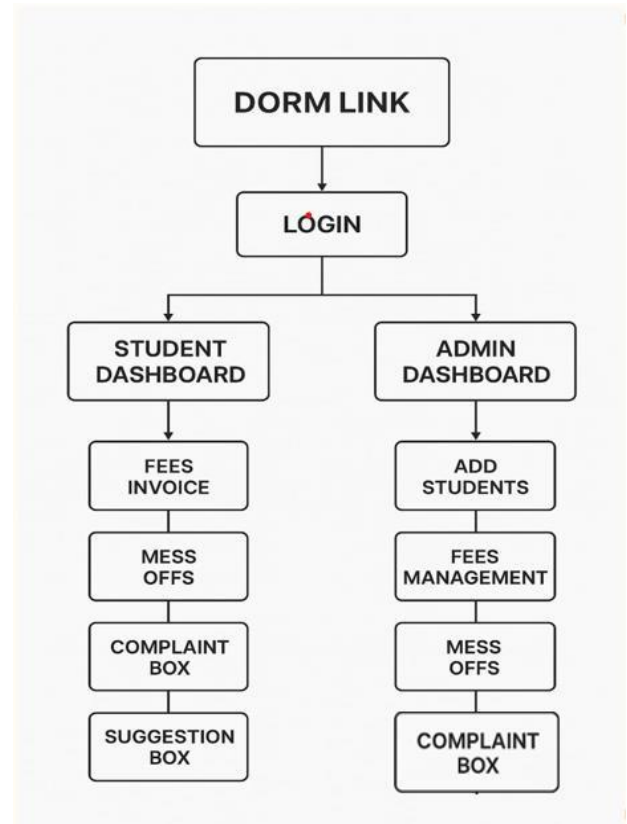 DORM LINK
LOGIN
STUDENT
DASHBOARD
ADMIN
DASHBOARD
FEES
INVOICE
MESS
OFFS
COMPLAINT
BOX
SUGGESTION
BOX
ADD
STUDENTS
FEES
MANAGEMENT
MESS
OFFS
COMPLAINT
BOX